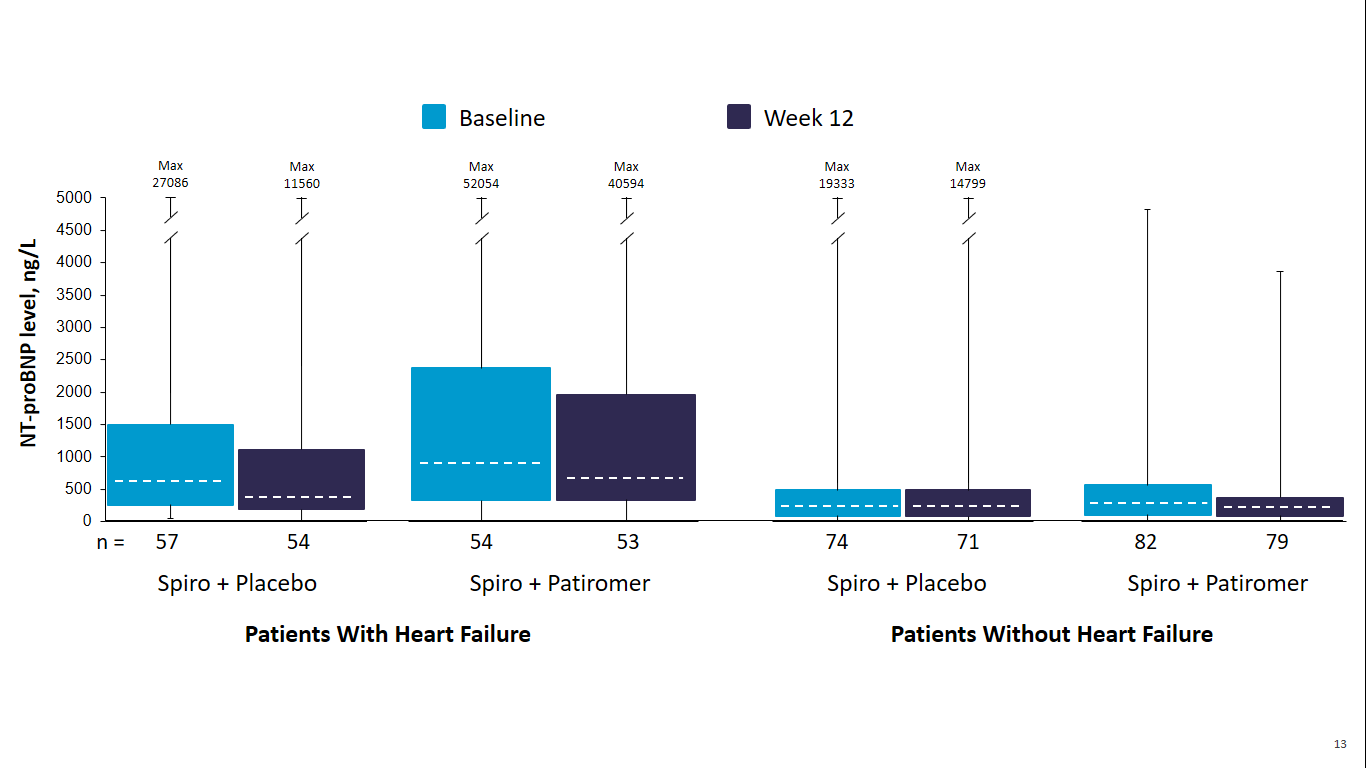 Baseline
Week 12
Max
27086
Max
11560
Max
52054
Max
40594
Max
19333
Max
14799
5000
4500
4000
3500
3000
2500
2000
1500
1000
500
0
NT-proBNP level, ng/L
n = 57 54 54 53 74 71 82 79
Spiro + Placebo Spiro + Patiromer Spiro + Placebo Spiro + Patiromer
Patients With Heart Failure Patients Without Heart Failure
13